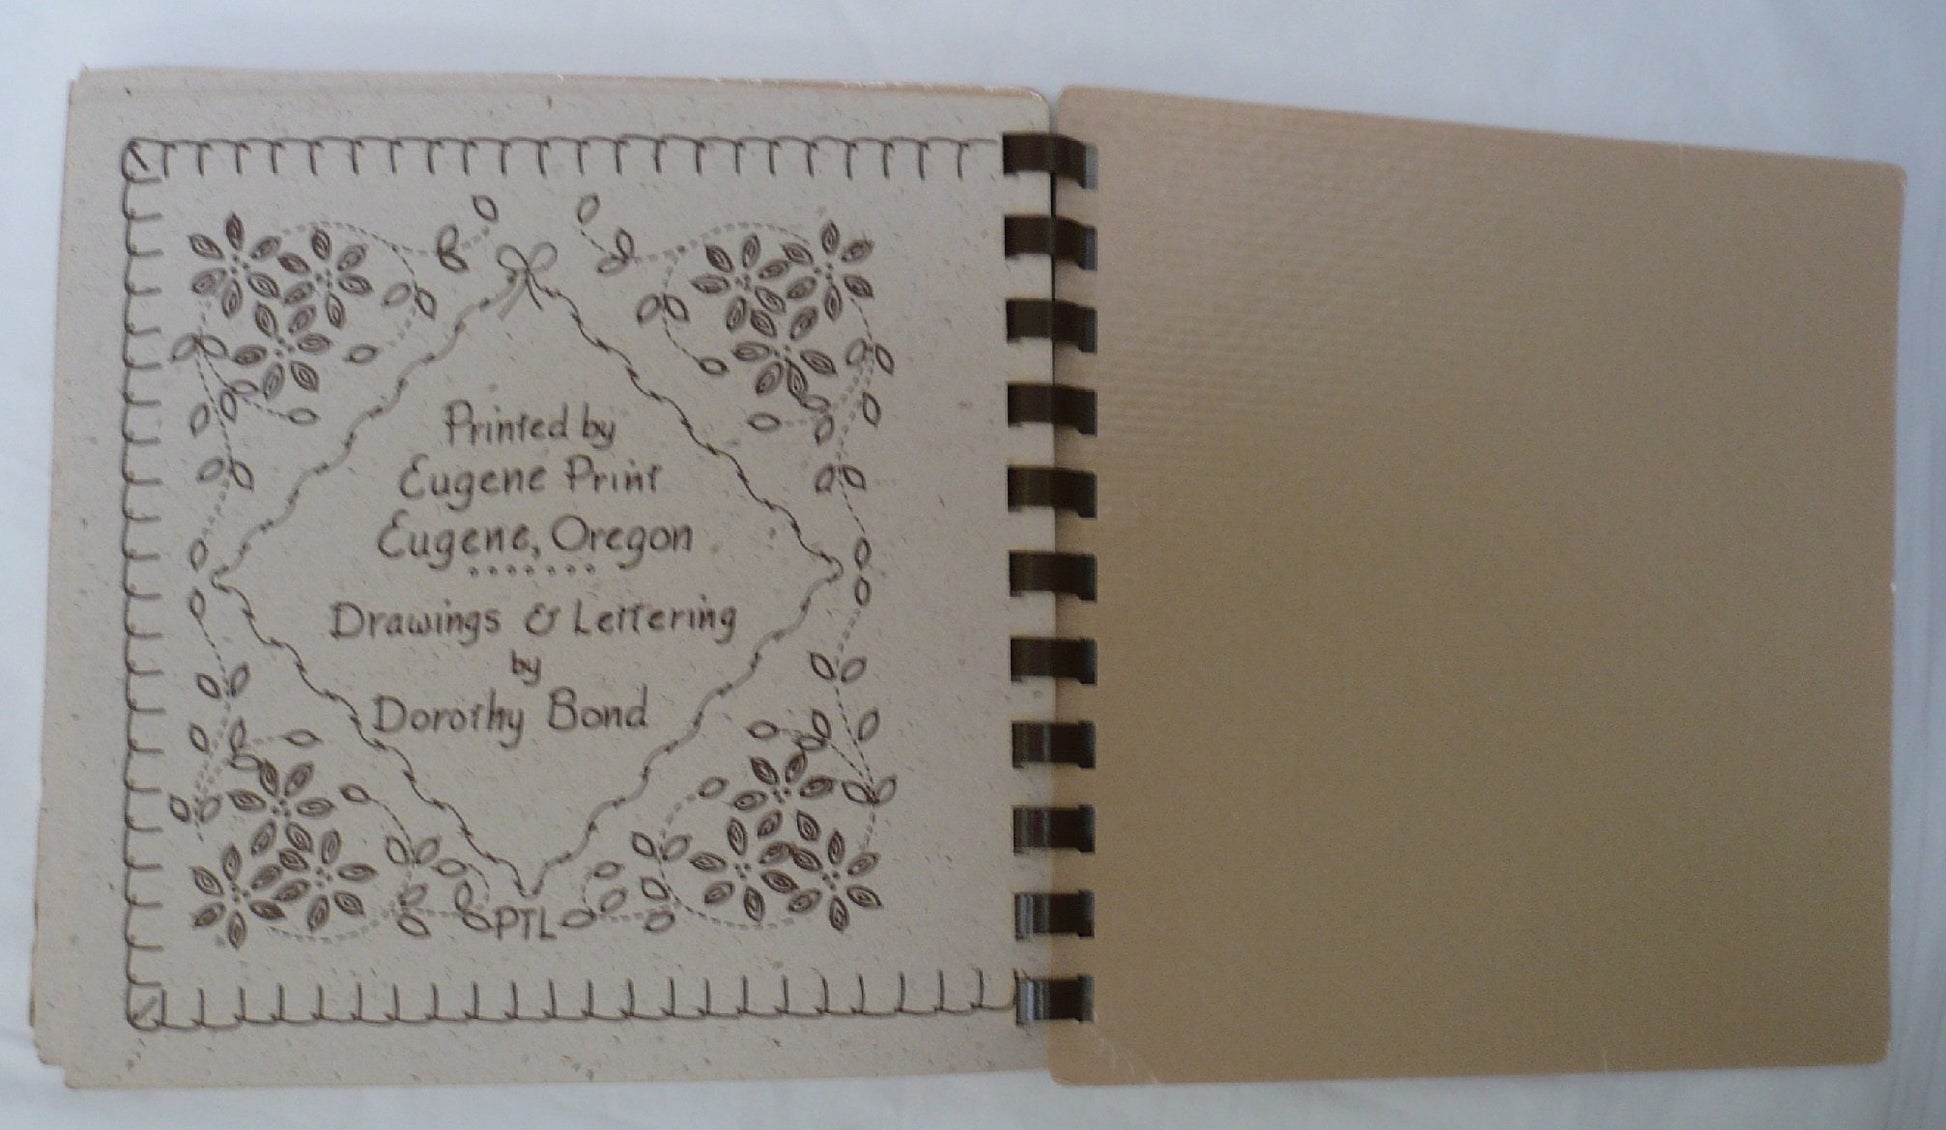 Printed by
Eugene Print
Eugene, Oregon
Drawings & Lettering
by
Dorothy Bond
PTL